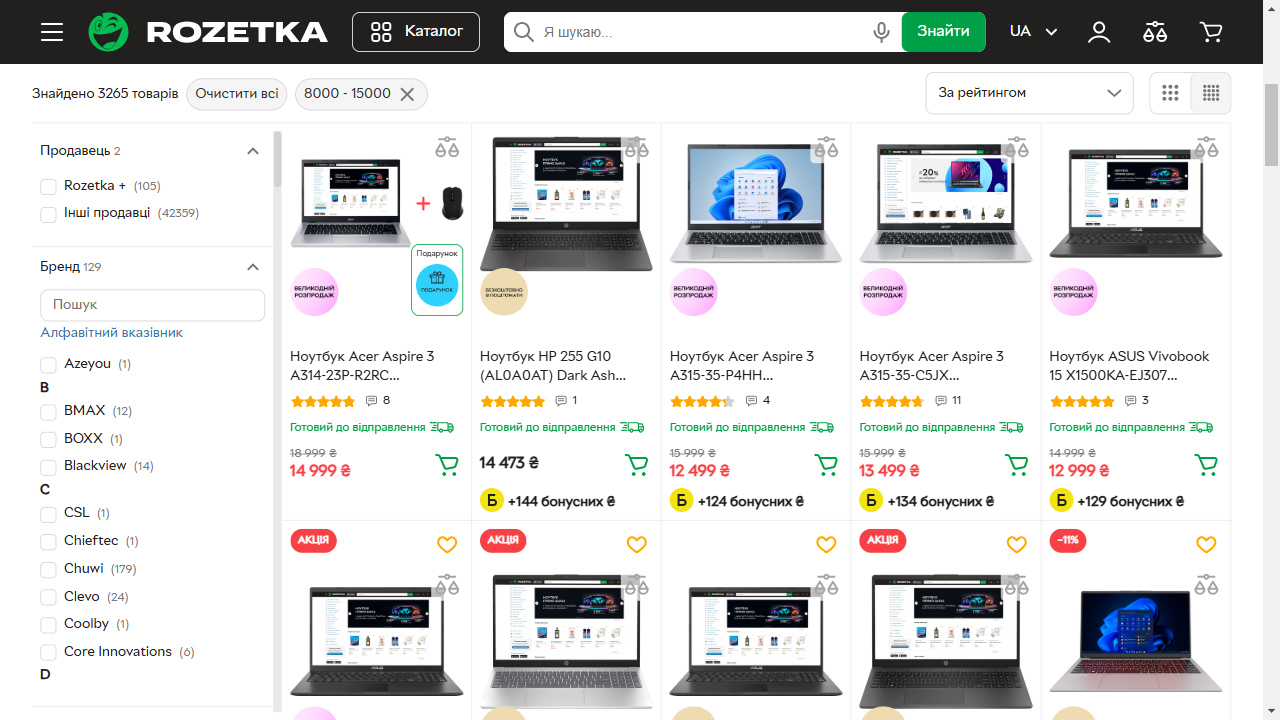 ROZETKA
Каталог
Я шукаю...
Знайти
UA
Знайдено 3265 товарів
Очистити всі
8000 - 15000
За рейтингом
Продавець 2
Rozetka (105)
Інші продавці (42335)
Бренд 129
Пошук
Алфавітний вказівник
Azeyou (1)
B
BMAX (12)
BOXX (1)
Blackview (14)
C
CSL (1)
Chieftec (1)
Chuwi (179)
Clevo (24)
Coolby (1)
Core Innovations (6)
D
ВЕЛИКОДНІЙ
РОЗПРОДАЖ
Подарунок
ПОДАРУНОК
Ноутбук Acer Aspire 3
A314-23P-R2RC...
8
Готовий до відправлення
18 999 ₴
14 999 ₴
БЕЗКОШТОВНО
В ПОШТОМАТИ
Ноутбук HP 255 G10
(AL0A0AT) Dark Ash...
1
Готовий до відправлення
14 473 ₴
Б +144 бонусних ₴
ВЕЛИКОДНІЙ
РОЗПРОДАЖ
Ноутбук Acer Aspire 3
A315-35-P4HH...
4
Готовий до відправлення
15 999 ₴
12 499 ₴
Б +124 бонусних ₴
-20%
ВЕЛИКОДНІЙ
РОЗПРОДАЖ
Ноутбук Acer Aspire 3
A315-35-C5JX...
11
Готовий до відправлення
15 999 ₴
13 499 ₴
Б +134 бонусних ₴
ВЕЛИКОДНІЙ
РОЗПРОДАЖ
Ноутбук ASUS Vivobook
15 X1500KA-EJ307...
3
Готовий до відправлення
14 999 ₴
12 999 ₴
Б +129 бонусних ₴
АКЦІЯ
АКЦІЯ
АКЦІЯ
-11%